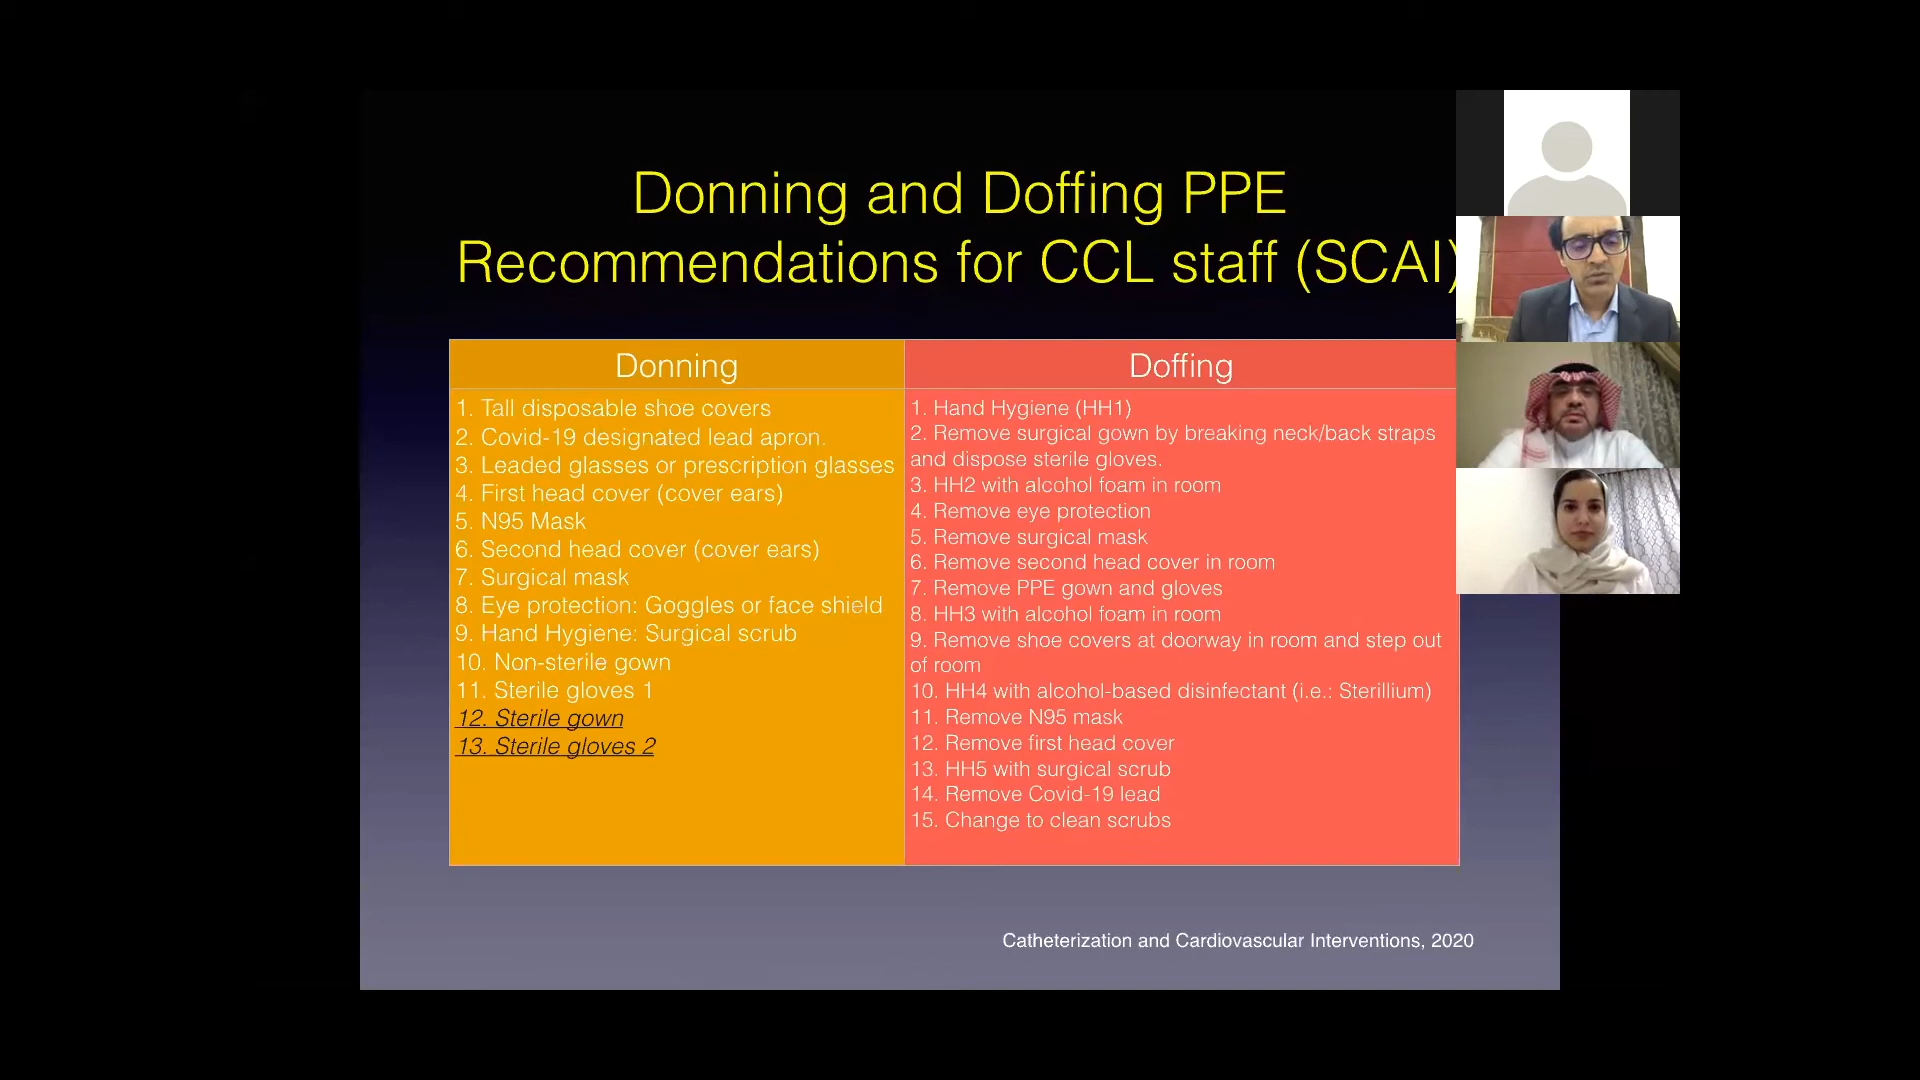 Donning and Doffing PPE
Recommendations for CCL staff (SCAI)
Donning
1. Tall disposable shoe covers
2. Covid-19 designated lead apron.
3. Leaded glasses or prescription glasses
4. First head cover (cover ears)
5. N95 Mask
6. Second head cover (cover ears)
7. Surgical mask
8. Eye protection: Goggles or face shield
9. Hand Hygiene: Surgical scrub
10. Non-sterile gown
11. Sterile gloves 1
12. Sterile gown
13. Sterile gloves 2
Doffing
1. Hand Hygiene (HH1)
2. Remove surgical gown by breaking neck/back straps
and dispose sterile gloves.
3. HH2 with alcohol foam in room
4. Remove eye protection
5. Remove surgical mask
6. Remove second head cover in room
7. Remove PPE gown and gloves
8. HH3 with alcohol foam in room
9. Remove shoe covers at doorway in room and step out
of room
10. HH4 with alcohol-based disinfectant (i.e.: Sterillium)
11. Remove N95 mask
12. Remove first head cover
13. HH5 with surgical scrub
14. Remove Covid-19 lead
15. Change to clean scrubs
Catheterization and Cardiovascular Interventions, 2020